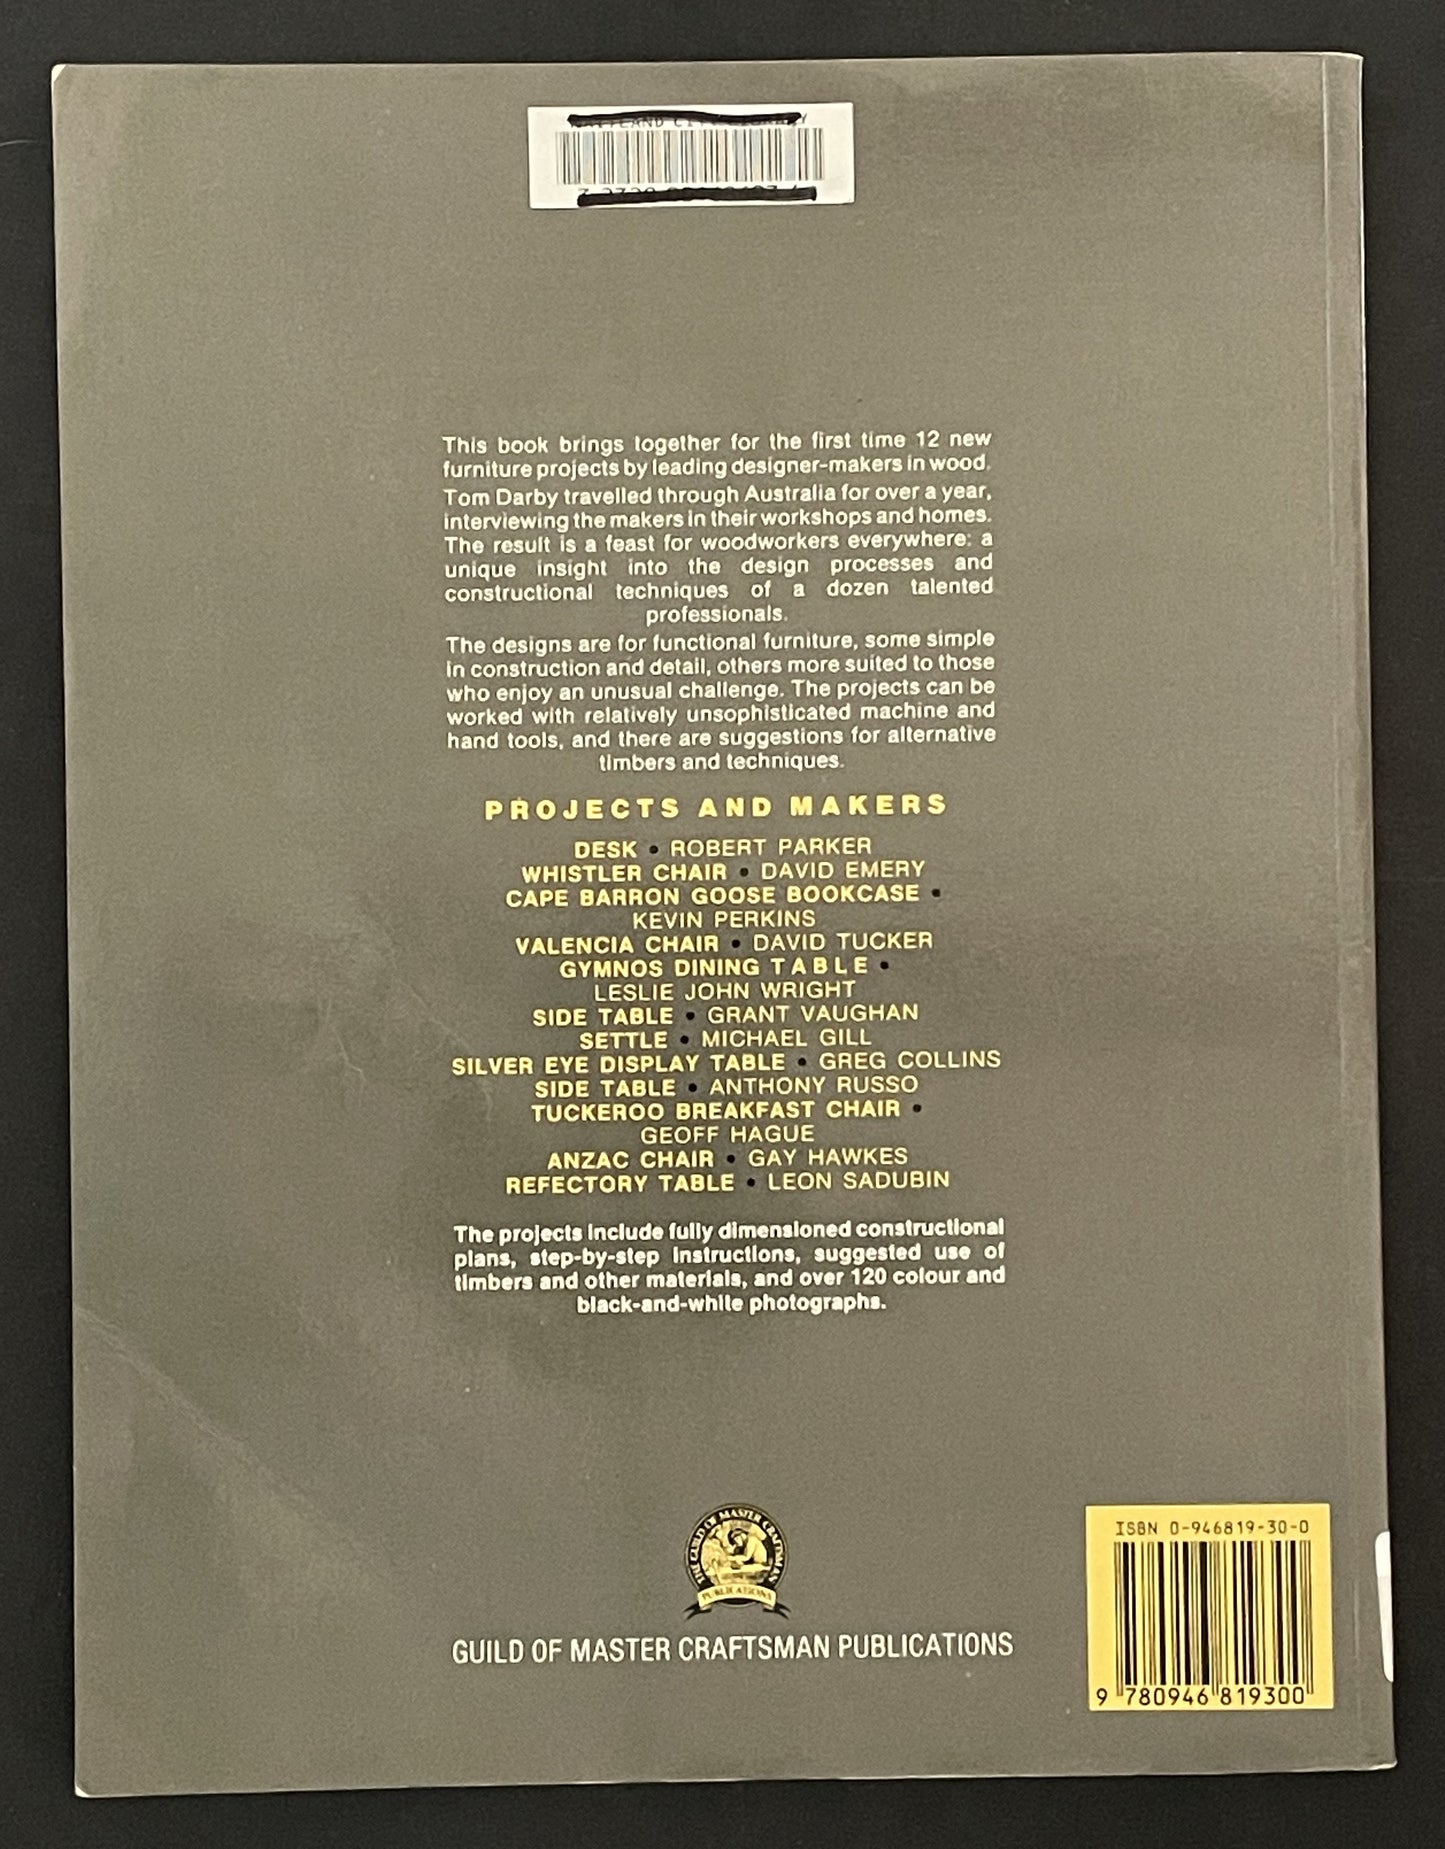 This book brings together for the first time 12 new
furniture projects by leading designer-makers in wood.
Tom Darby travelled through Australia for over a year,
interviewing the makers in their workshops and homes.
The result is a feast for woodworkers everywhere: a
unique insight into the design processes and
constructional techniques of a dozen talented
professionals.
The designs are for functional furniture, some simple
in construction and detail, others more suited to those
who enjoy an unusual challenge. The projects can be
worked with relatively unsophisticated machine and
hand tools, and there are suggestions for alternative
timbers and techniques.
PROJECTS AND MAKERS
DESK • ROBERT PARKER
WHISTLER CHAIR • DAVID EMERY
CAPE BARRON GOOSE BOOKCASE •
KEVIN PERKINS
VALENCIA CHAIR • DAVID TUCKER
GYMNOS DINING TABLE •
LESLIE JOHN WRIGHT
SIDE TABLE • GRANT VAUGHAN
SETTLE • MICHAEL GILL
SILVER EYE DISPLAY TABLE • GREG COLLINS
SIDE TABLE • ANTHONY RUSSO
TUCKEROO BREAKFAST CHAIR •
GEOFF HAGUE
ANZAC CHAIR • GAY HAWKES
REFECTORY TABLE • LEON SADUBIN
The projects include fully dimensioned constructional
plans, step-by-step instructions, suggested use of
timbers and other materials, and over 120 colour and
black-and-white photographs.
THE GUILD OF MASTER CRAFTSMAN
PUBLICATIONS
GUILD OF MASTER CRAFTSMAN PUBLICATIONS
ISBN 0-946819-30-0
9 780946 819300